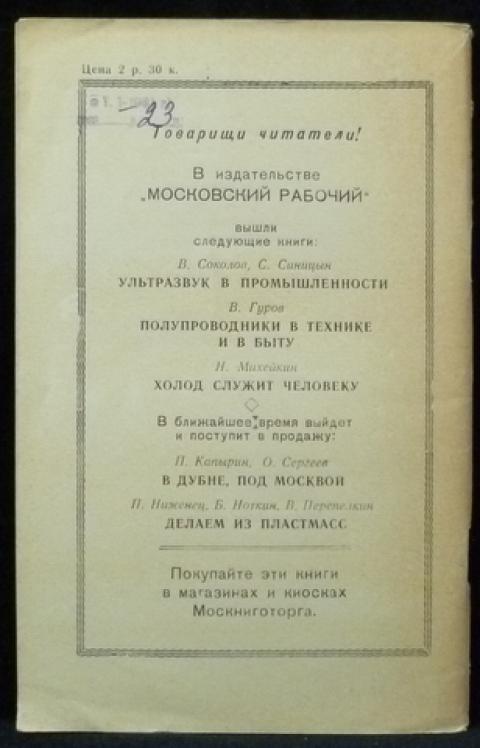 Цена 2 р. 30 к.
23
Товарищи читатели!
В издательстве
„МОСКОВСКИЙ РАБОЧИЙ"
вышли
следующие книги:
В. Соколов, С. Синицын
УЛЬТРАЗВУК В ПРОМЫШЛЕННОСТИ
В. Гуров
ПОЛУПРОВОДНИКИ В ТЕХНИКЕ
И В БЫТУ
Н. Михейкин
ХОЛОД СЛУЖИТ ЧЕЛОВЕКУ
В ближайшее время выйдет
и поступит в продажу:
П. Капырин, О. Сергеев
В ДУБНЕ, ПОД МОСКВОЙ
П. Ниженец, Б. Ноткин, В. Перепелкин
ДЕЛАЕМ ИЗ ПЛАСТМАСС
Покупайте эти книги
в магазинах и киосках
Москниготорга.